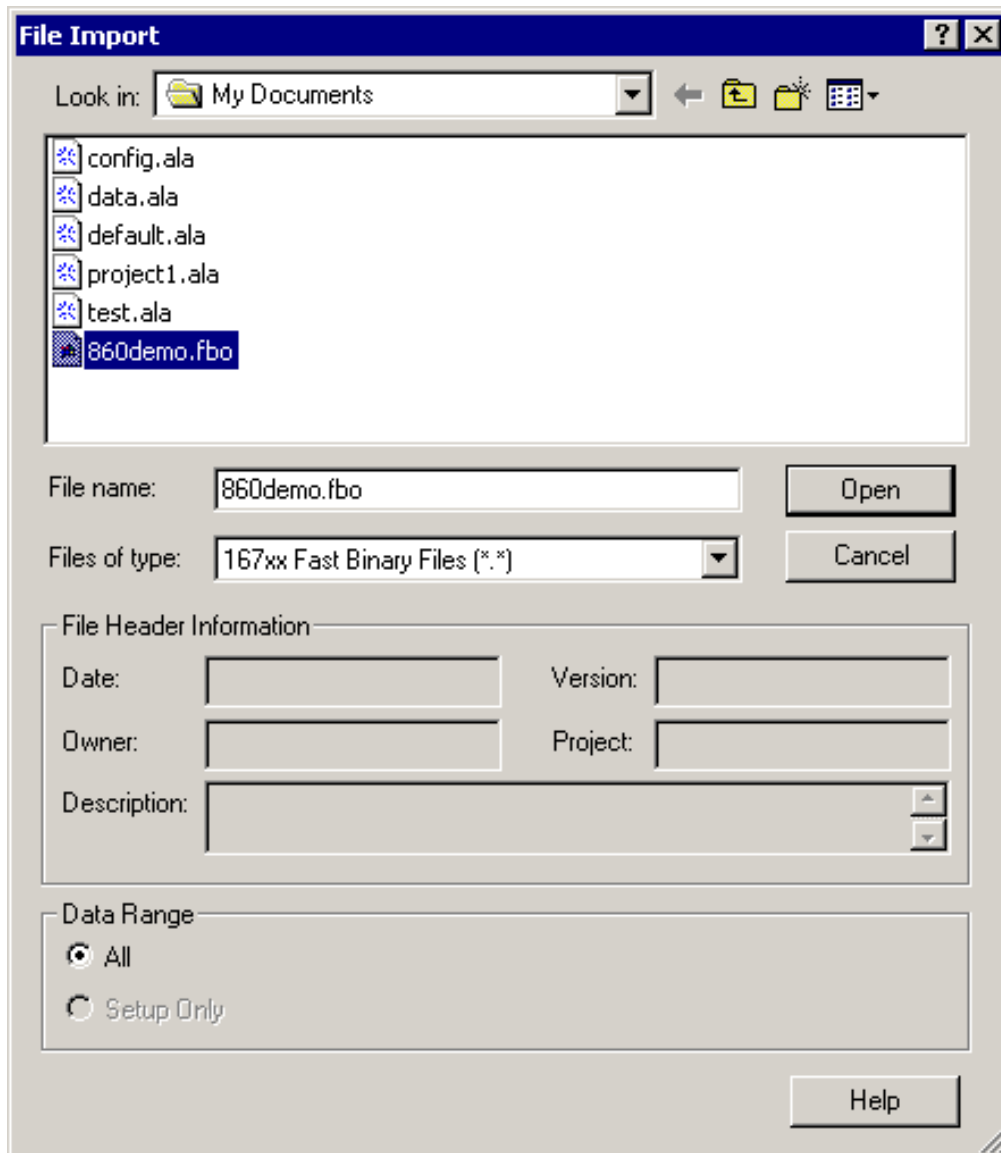 File Import
Look in: My Documents
config.ala
data.ala
default.ala
project1.ala
test.ala
860demo.fbo
File name: 860demo.fbo Open
Files of type: 167xx Fast Binary Files (*.*) Cancel
File Header Information
Date: Version:
Owner: Project:
Description:
Data Range
All
Setup Only
Help